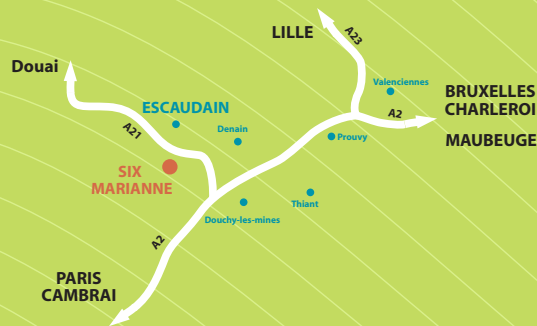 LILLE
A23
Douai
Valenciennes
BRUXELLES
CHARLEROI
ESCAUDAIN
A2
A21
Denain
Prouvy
MAUBEUGE
SIX
MARIANNE
Thiant
Douchy-les-mines
A2
PARIS
CAMBRAI